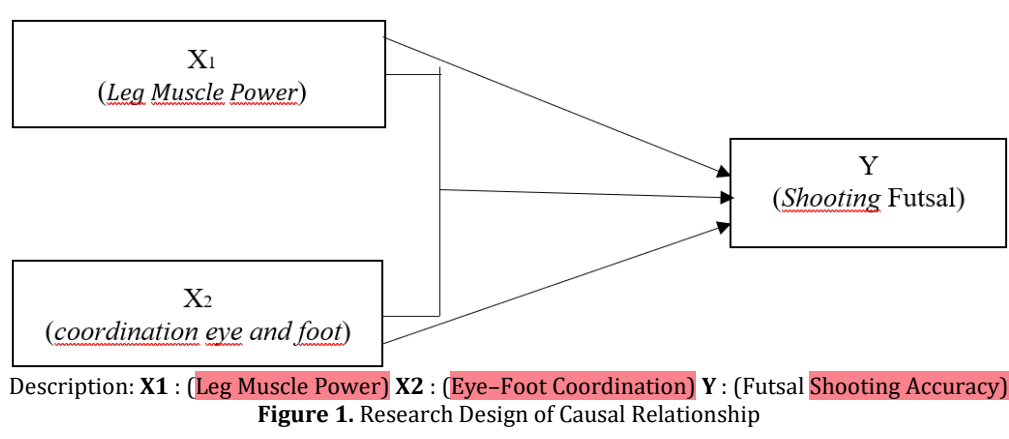 X1
(Leg Muscle Power)
Y
(Shooting Futsal)
X2
(coordination eye and foot)
Description: X1 : (Leg Muscle Power) X2 : (Eye–Foot Coordination) Y : (Futsal Shooting Accuracy)
Figure 1. Research Design of Causal Relationship